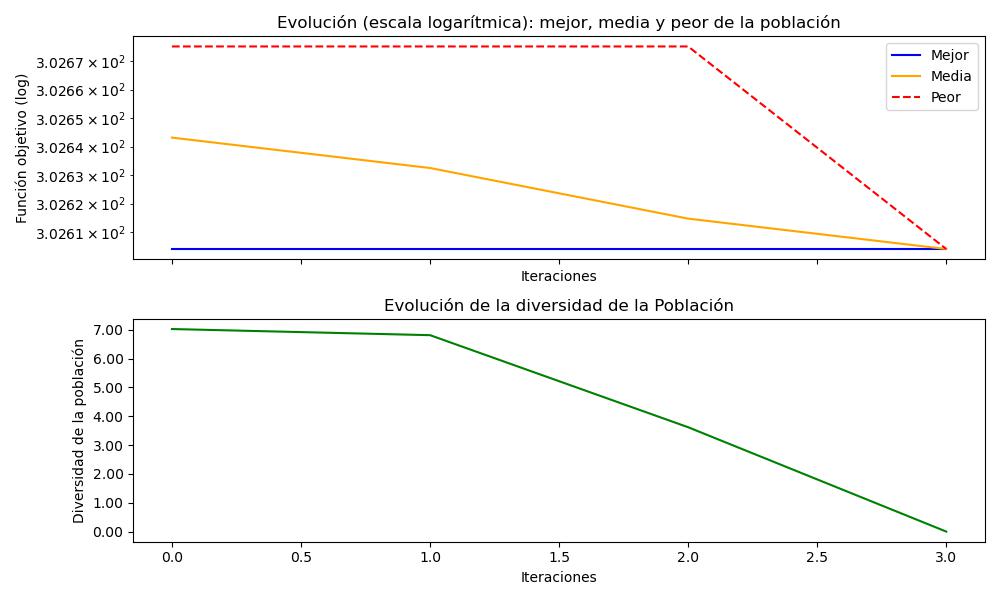 Evolución (escala logarítmica): mejor, media y peor de la población
Función objetivo (log)
3.0267 × 10²
3.0266 × 10²
3.0265 × 10²
3.0264 × 10²
3.0263 × 10²
3.0262 × 10²
3.0261 × 10²
Mejor
Media
Peor
Iteraciones
Evolución de la diversidad de la Población
Diversidad de la población
7.00
6.00
5.00
4.00
3.00
2.00
1.00
0.00
0.0 0.5 1.0 1.5 2.0 2.5 3.0
Iteraciones